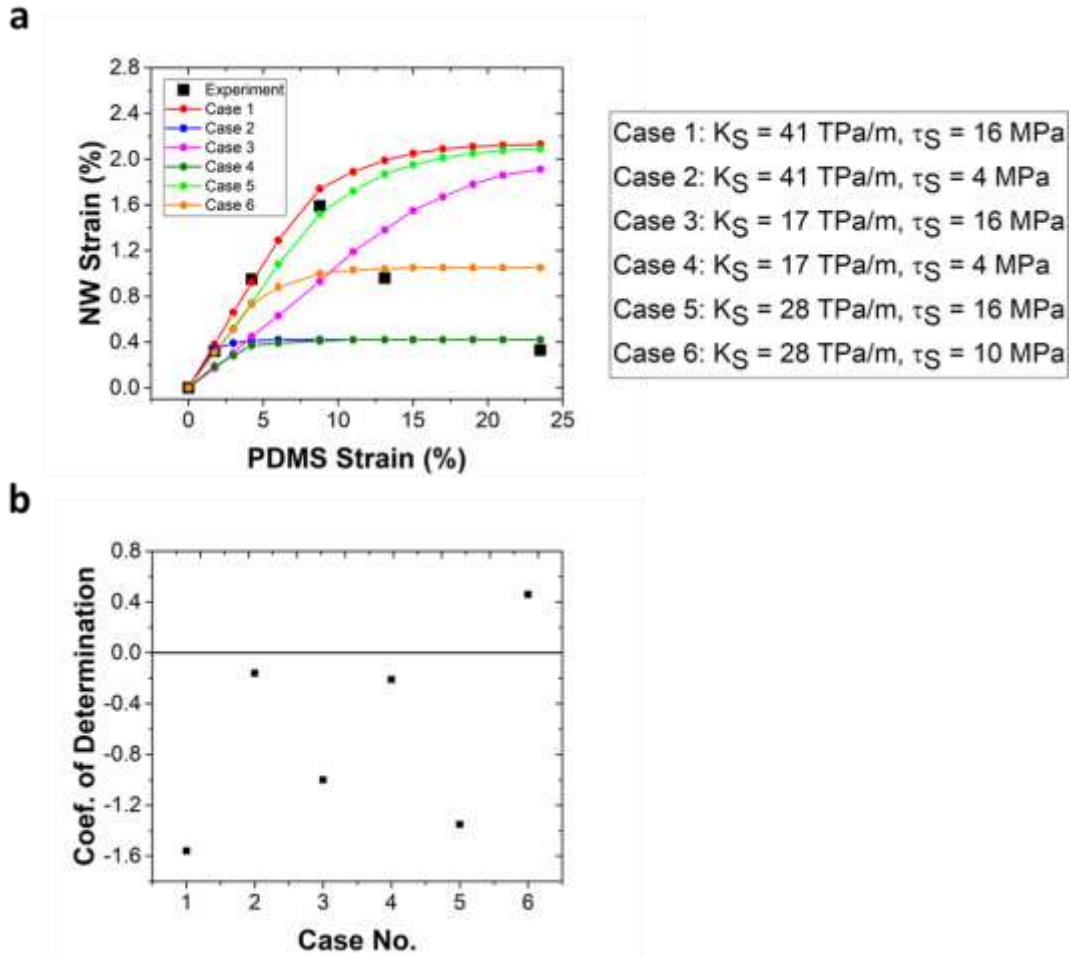 a
2.8
2.4
2.0
1.6
1.2
0.8
0.4
0.0
NW Strain (%)
Experiment
Case 1
Case 2
Case 3
Case 4
Case 5
Case 6
0 5 10 15 20 25
PDMS Strain (%)
Case 1: KS = 41 TPa/m, τS = 16 MPa
Case 2: KS = 41 TPa/m, τS = 4 MPa
Case 3: KS = 17 TPa/m, τS = 16 MPa
Case 4: KS = 17 TPa/m, τS = 4 MPa
Case 5: KS = 28 TPa/m, τS = 16 MPa
Case 6: KS = 28 TPa/m, τS = 10 MPa
b
0.8
0.4
0.0
-0.4
-0.8
-1.2
-1.6
Coef. of Determination
1 2 3 4 5 6
Case No.